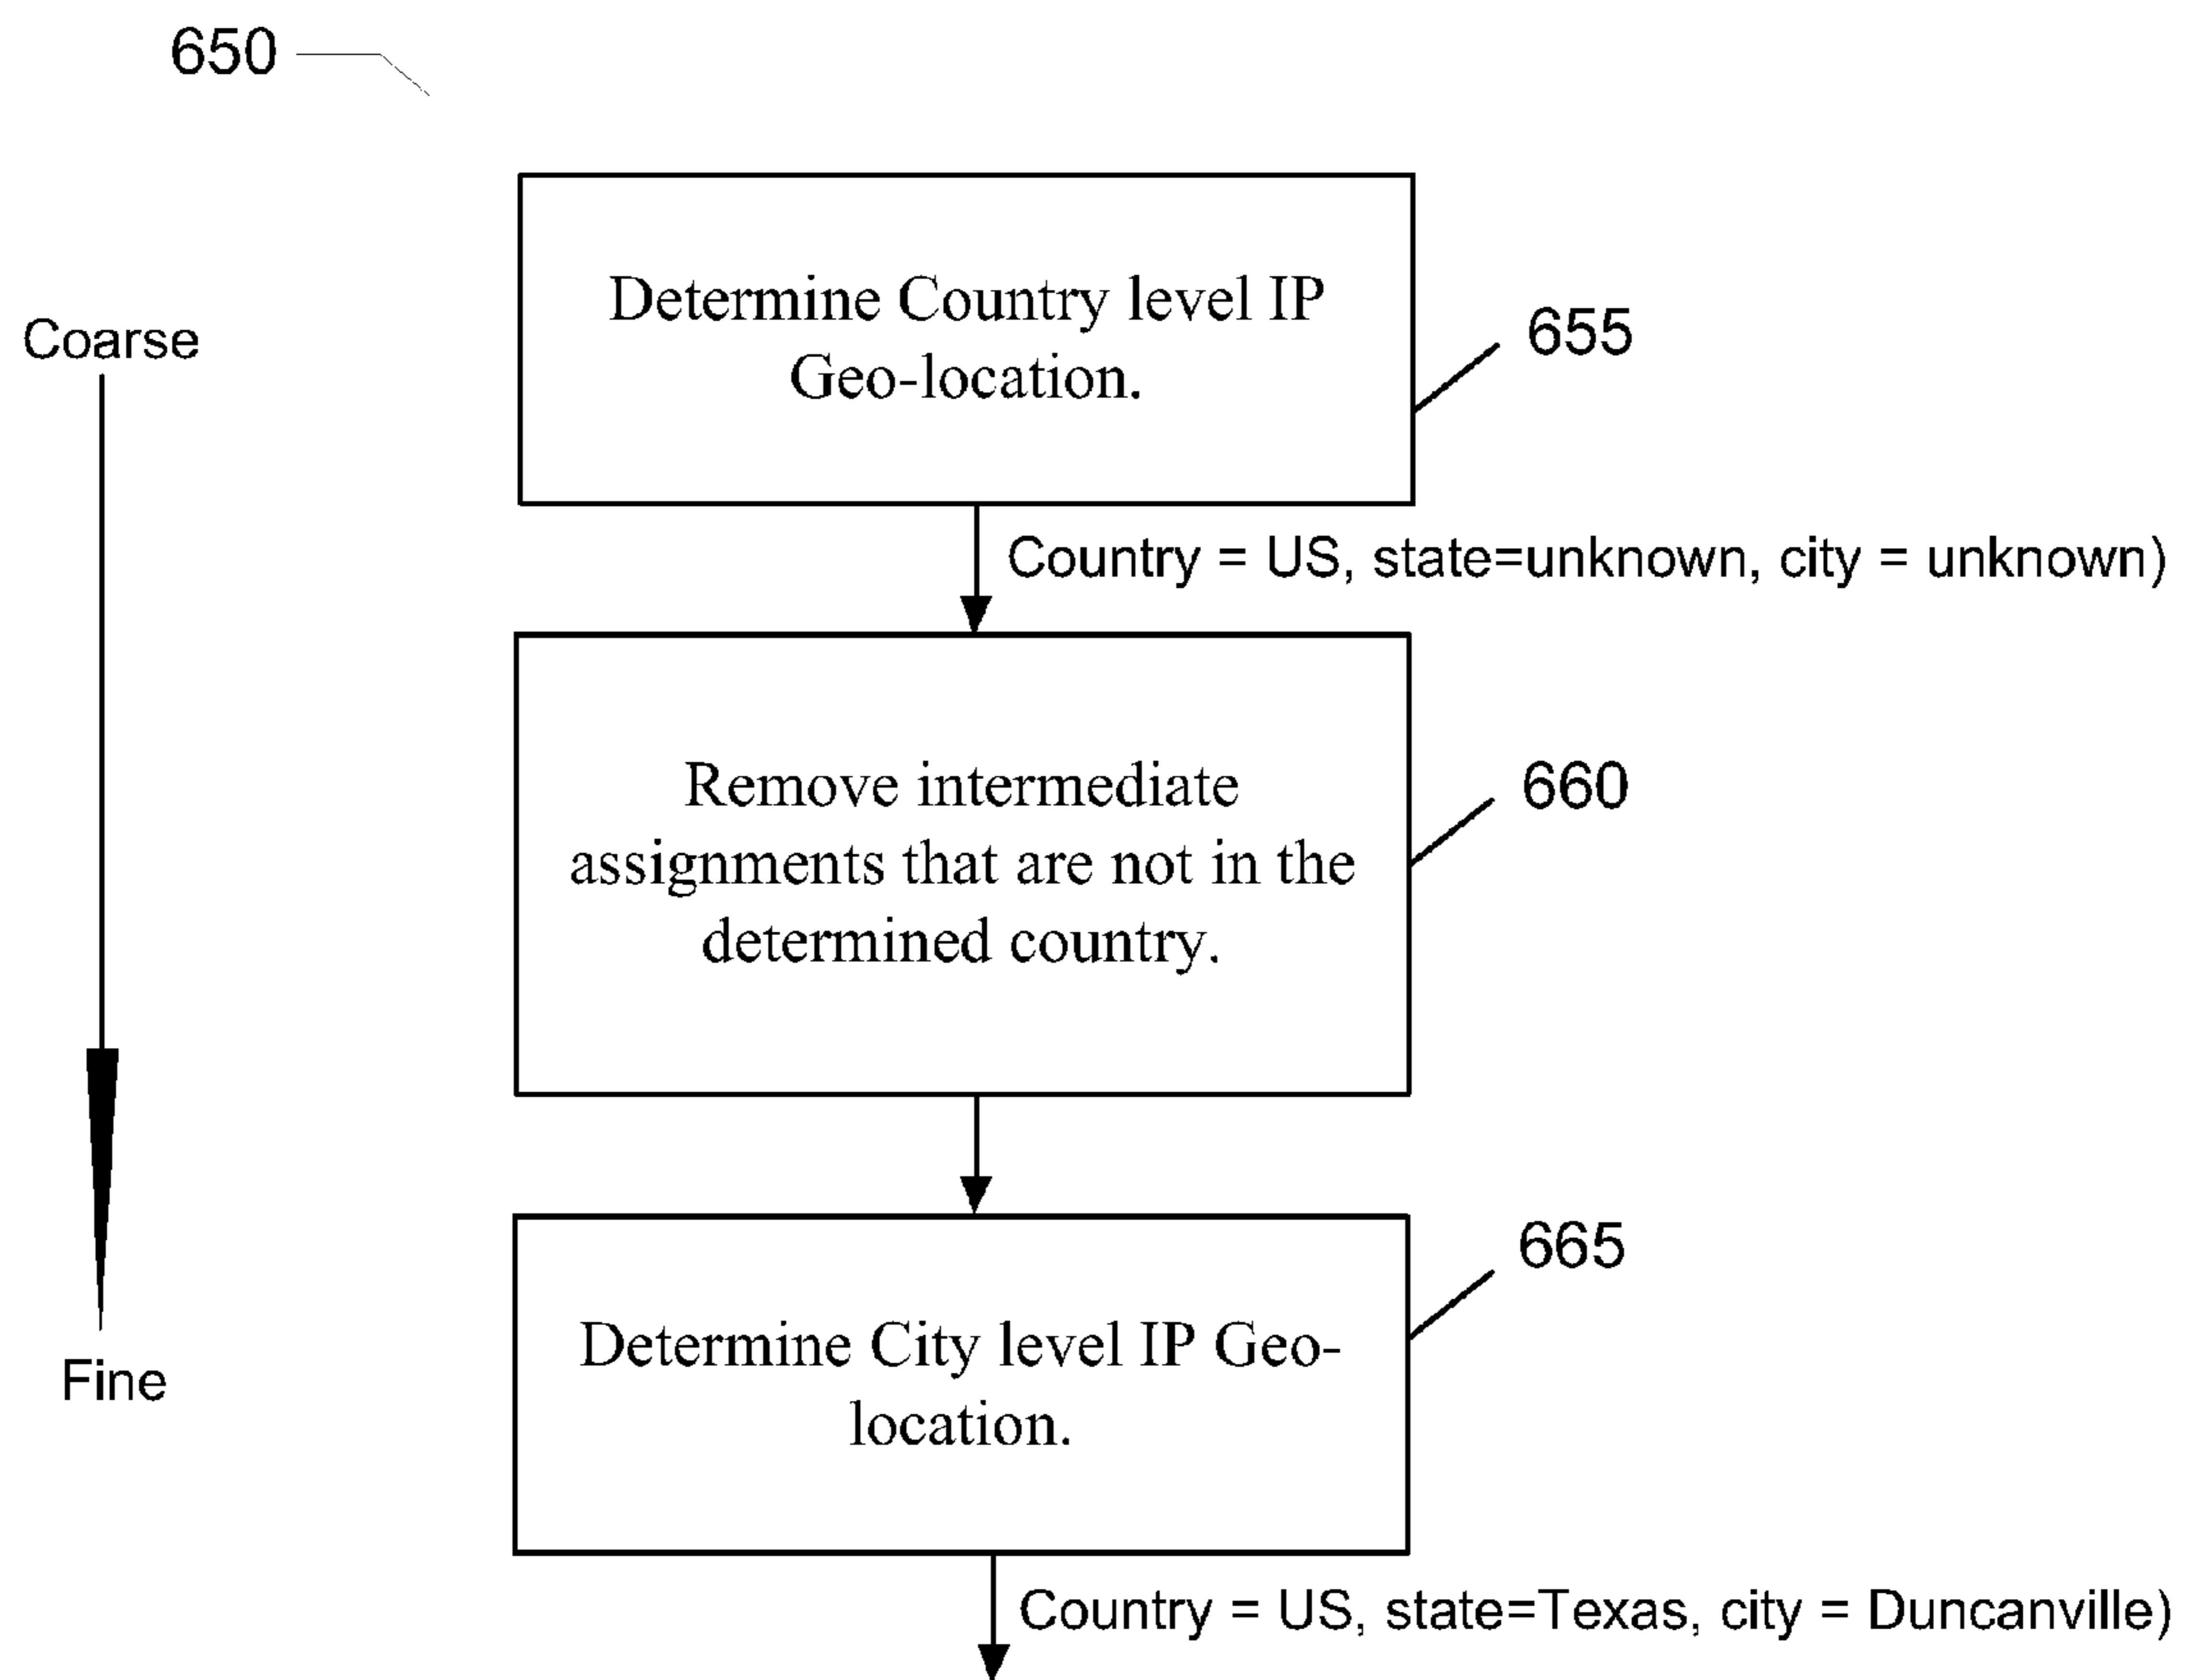 650
Determine Country level IP
Geo-location.
655
Coarse
Country = US, state=unknown, city = unknown)
Remove intermediate
assignments that are not in the
determined country.
660
665
Determine City level IP Geo-
location.
Fine
Country = US, state=Texas, city = Duncanville)